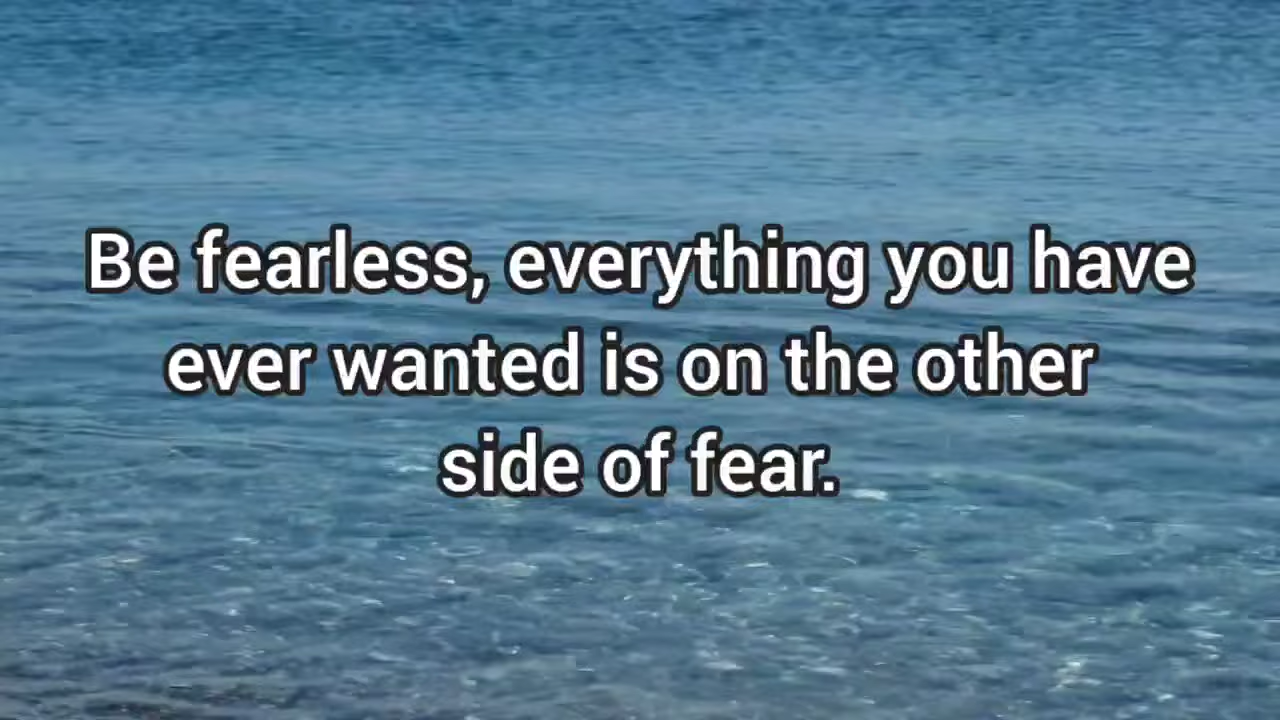 Be fearless, everything you have
ever wanted is on the other
side of fear.